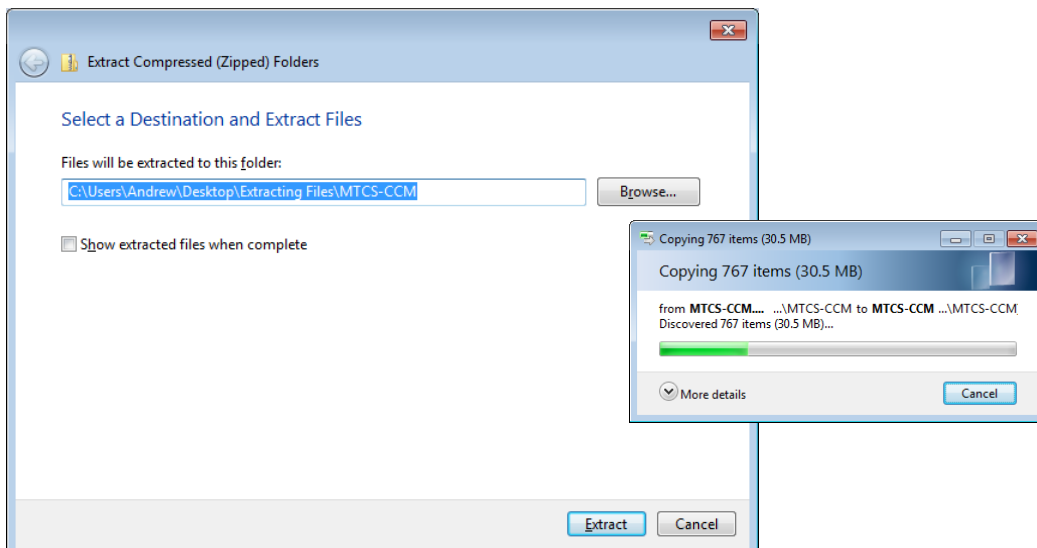 Extract Compressed (Zipped) Folders
Select a Destination and Extract Files
Files will be extracted to this folder:
C:\Users\Andrew\Desktop\Extracting Files\MTCS-CCM
Browse...
Show extracted files when complete
Extract
Cancel
Copying 767 items (30.5 MB)
Copying 767 items (30.5 MB)
from MTCS-CCM.... ...\MTCS-CCM to MTCS-CCM ...\MTCS-CCM
Discovered 767 items (30.5 MB)...
More details
Cancel